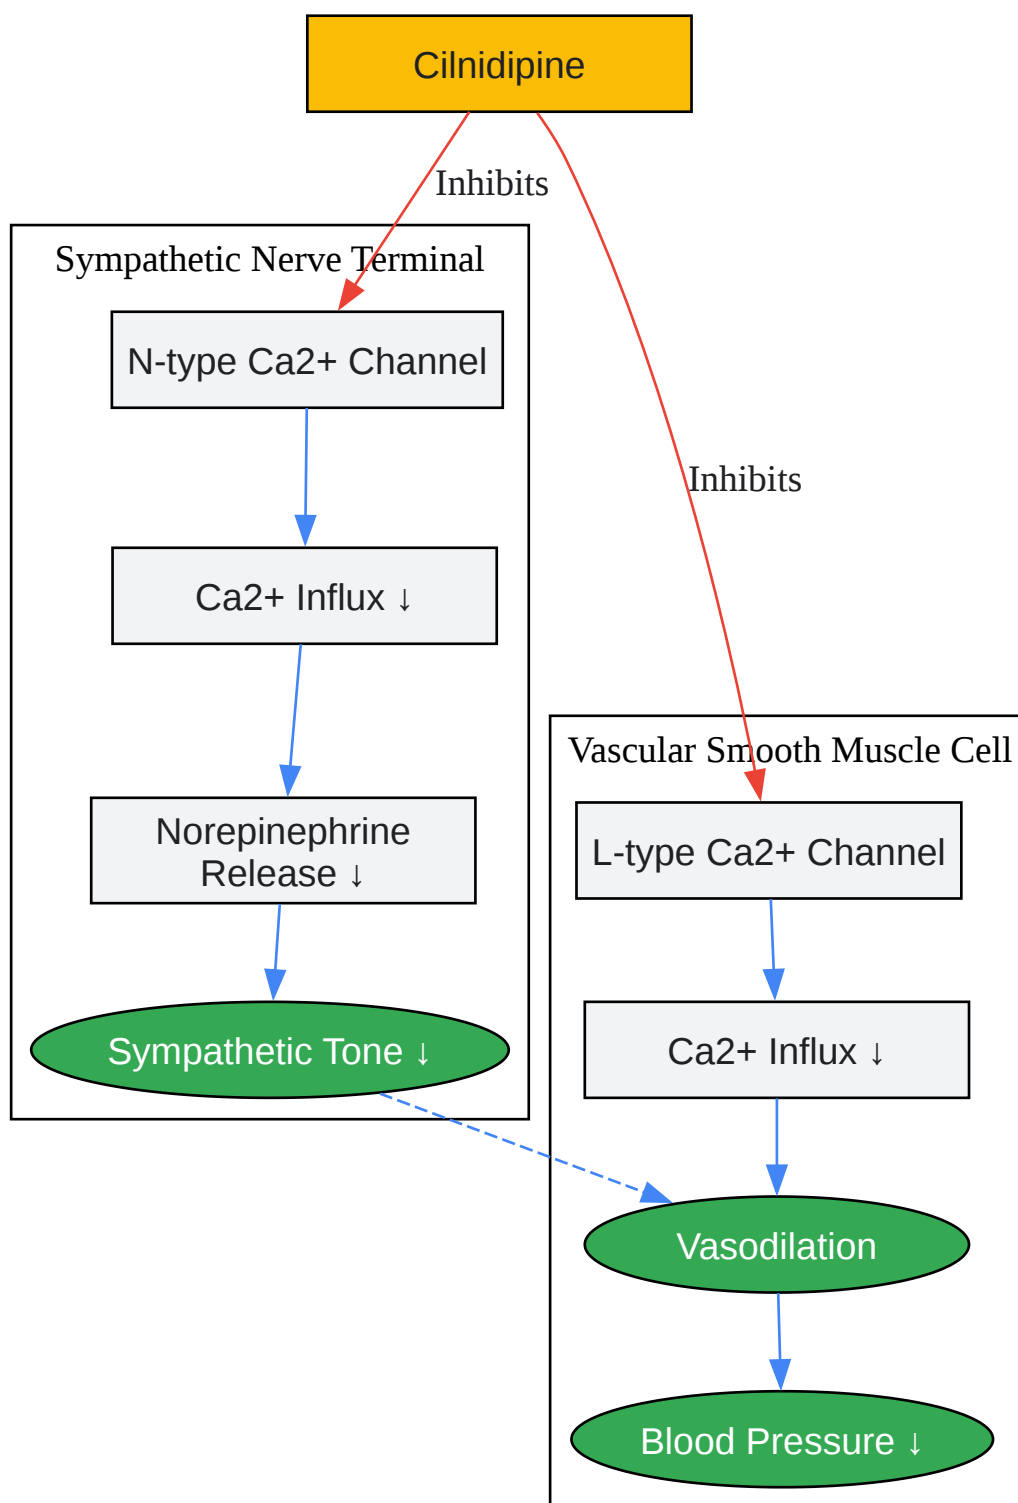 Cilnidipine
Inhibits
Sympathetic Nerve Terminal
N-type Ca2+ Channel
Inhibits
Ca2+ Influx ↓
Vascular Smooth Muscle Cell
Norepinephrine
Release ↓
L-type Ca2+ Channel
Sympathetic Tone ↓
Ca2+ Influx ↓
Vasodilation
Blood Pressure ↓